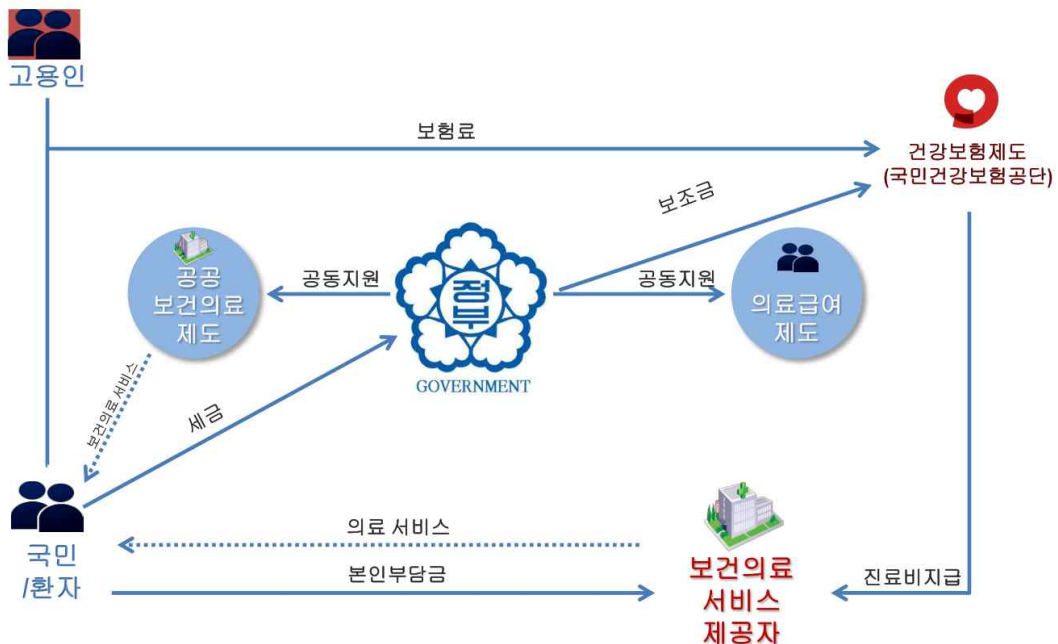 고용인
보험료
건강보험제도
(국민건강보험공단)
보조금
공공
보건의료
제도
공동지원
정부
GOVERNMENT
공동지원
의료급여
제도
보건의료 서비스
세금
국민
/환자
의료 서비스
본인부담금
보건의료
서비스
제공자
진료비지급